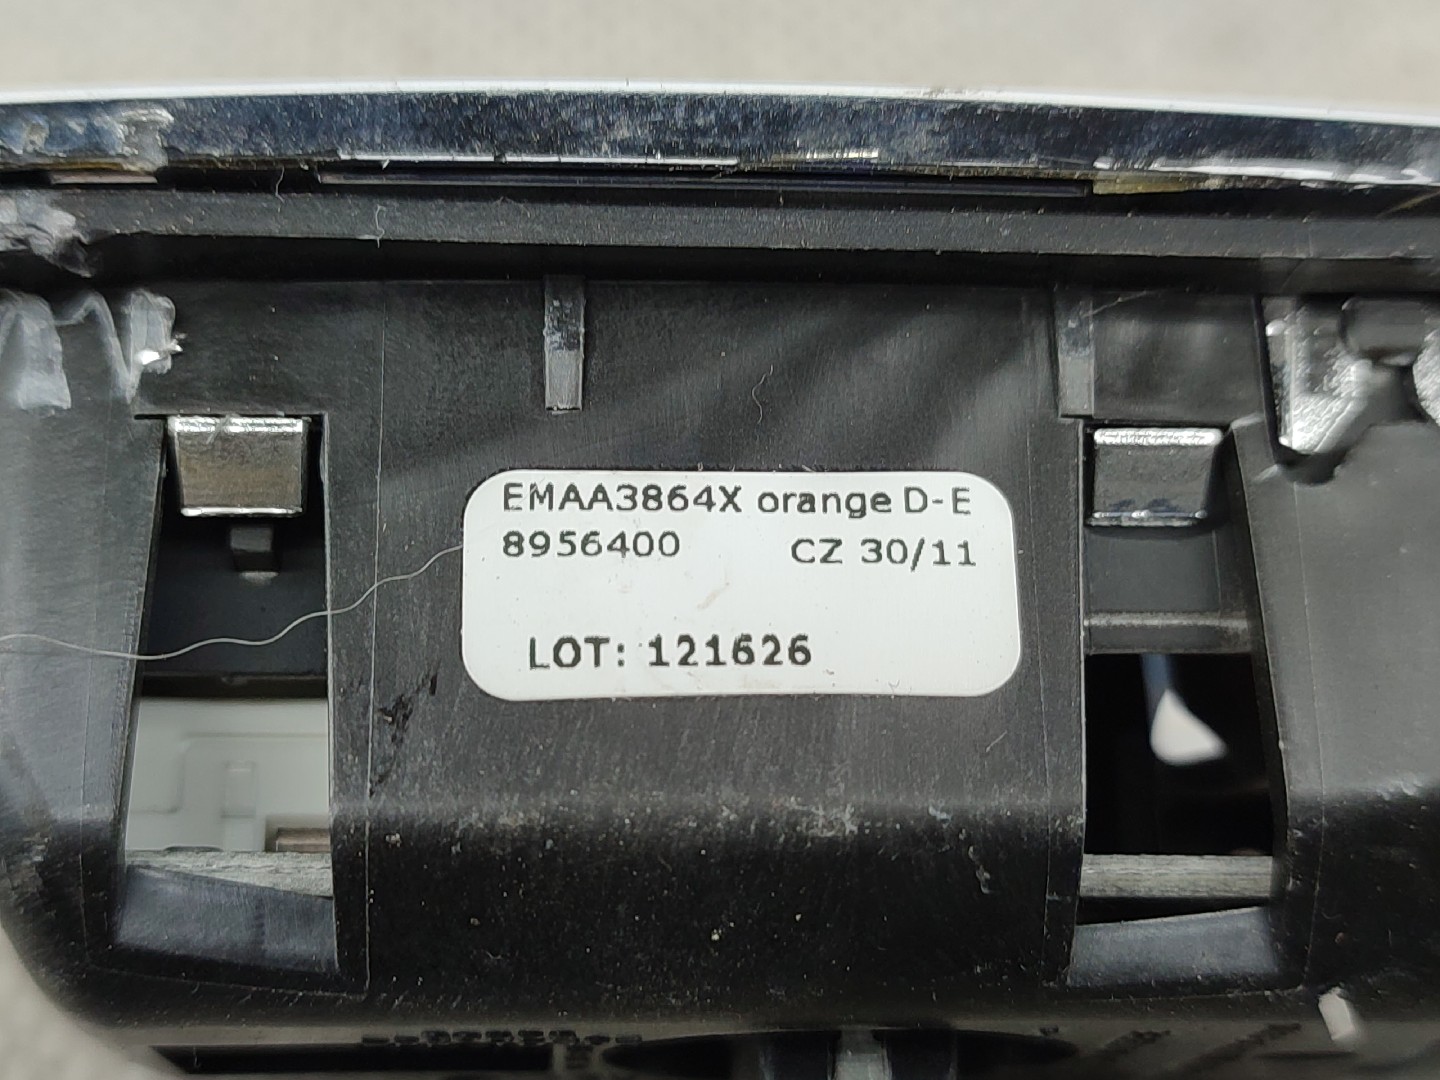 EMAA3864X orange D-E
8956400 CZ 30/11
LOT: 121626